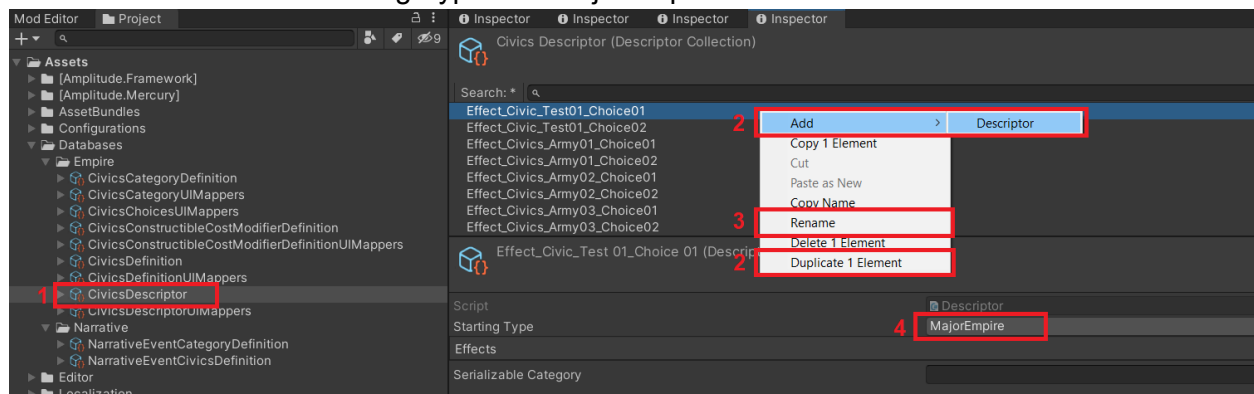 Mod Editor
Project
Assets
[Amplitude.Framework]
[Amplitude.Mercury]
AssetBundles
Configurations
Databases
Empire
CivicsCategoryDefinition
CivicsCategoryUIMappers
CivicsChoicesUIMappers
CivicsConstructibleCostModifierDefinition
CivicsConstructibleCostModifierDefinitionUIMappers
CivicsDefinition
CivicsDefinitionUIMappers
1 CivicsDescriptor
CivicsDescriptorUIMappers
Narrative
NarrativeEventCategoryDefinition
NarrativeEventCivicsDefinition
Editor
9
Inspector Inspector Inspector Inspector
Civics Descriptor (Descriptor Collection)
Search: *
Effect_Civic_Test01_Choice01
Effect_Civic_Test01_Choice02
Effect_Civics_Army01_Choice01
Effect_Civics_Army01_Choice02
Effect_Civics_Army02_Choice01
Effect_Civics_Army02_Choice02
Effect_Civics_Army03_Choice01
Effect_Civics_Army03_Choice02
2 Add > Descriptor
Copy 1 Element
Cut
Paste as New
Copy Name
3 Rename
Delete 1 Element
2 Duplicate 1 Element
Effect_Civic_Test 01_Choice 01
Script Descriptor
Starting Type 4 MajorEmpire
Effects
Serializable Category